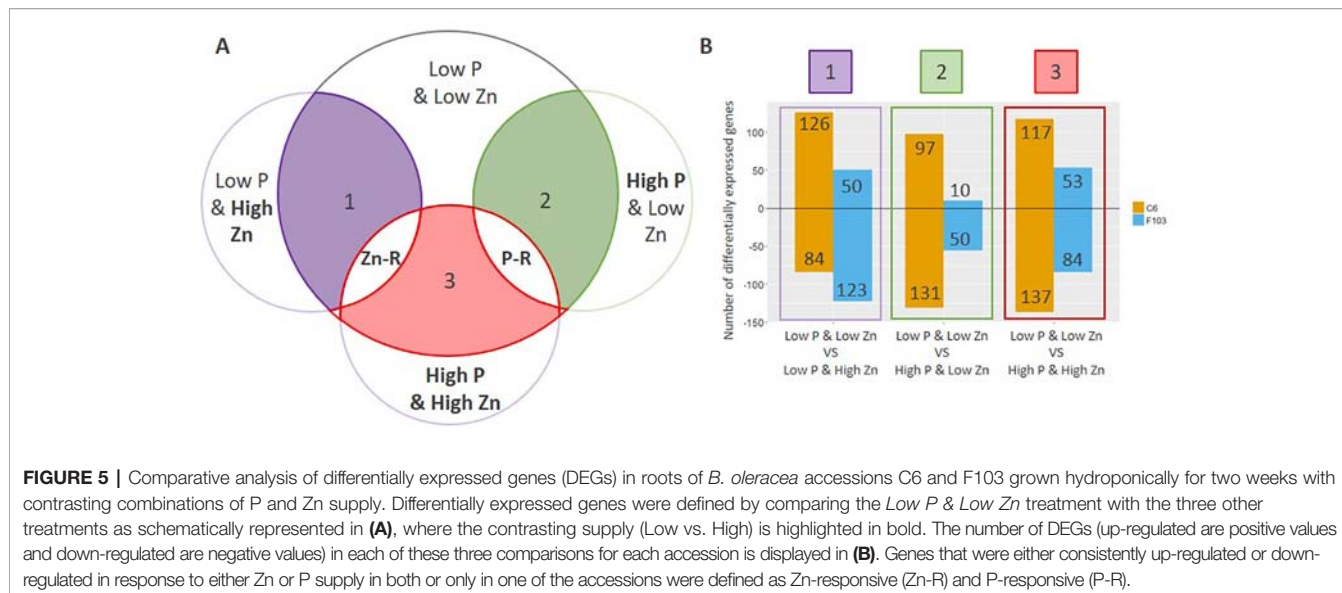 A
Low P
& Low Zn
Low P
& High
Zn
1
2
High P
& Low
Zn
Zn-R
P-R
3
High P
& High Zn
B
1
2
3
Number of differentially expressed genes
100
50
0
-50
-100
-150
126
50
97
10
117
53
84
123
131
50
137
84
C6
F103
Low P & Low Zn
VS
Low P & High Zn
Low P & Low Zn
VS
High P & Low Zn
Low P & Low Zn
VS
High P & High Zn
FIGURE 5 | Comparative analysis of differentially expressed genes (DEGs) in roots of B. oleracea accessions C6 and F103 grown hydroponically for two weeks with
contrasting combinations of P and Zn supply. Differentially expressed genes were defined by comparing the Low P & Low Zn treatment with the three other
treatments as schematically represented in (A), where the contrasting supply (Low vs. High) is highlighted in bold. The number of DEGs (up-regulated are positive values
and down-regulated are negative values) in each of these three comparisons for each accession is displayed in (B). Genes that were either consistently up-regulated or down-
regulated in response to either Zn or P supply in both or only in one of the accessions were defined as Zn-responsive (Zn-R) and P-responsive (P-R).